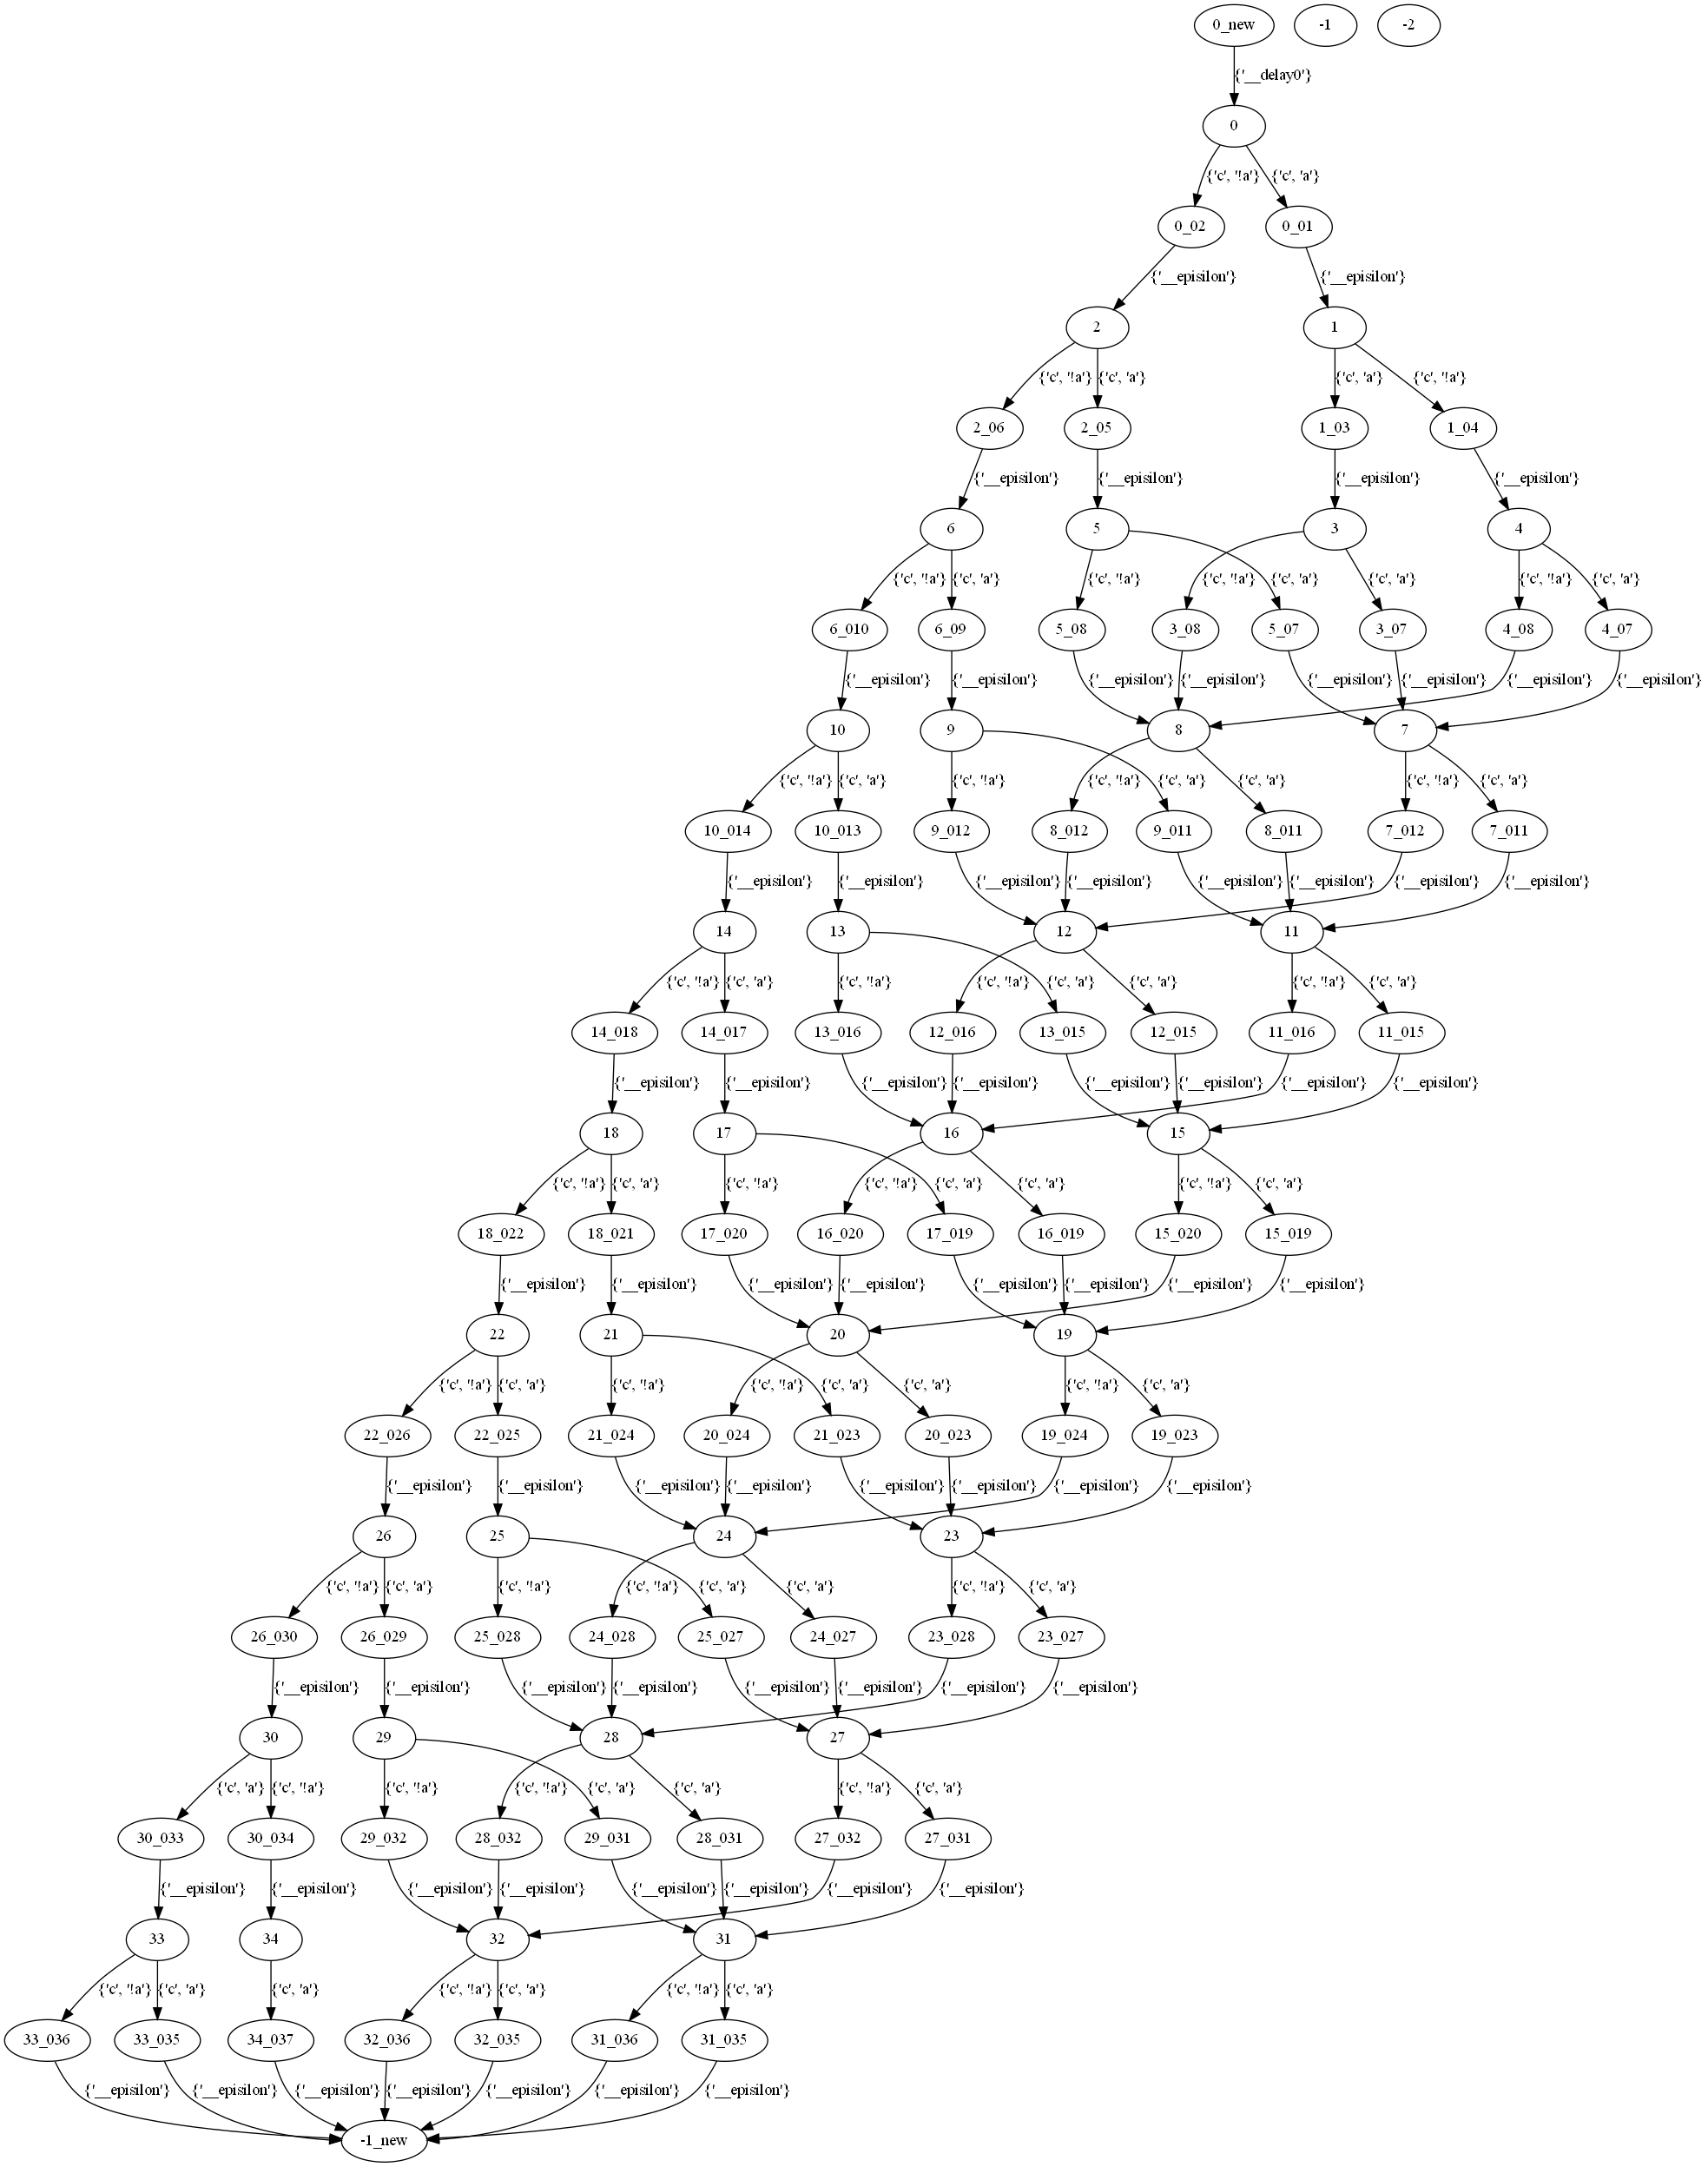 0_new -1 -2
{'__delay0'}
0
{'c', '!a'} {'c', 'a'}
0_02 0_01
{'__episilon'} {'__episilon'}
2 1
{'c', '!a'} {'c', 'a'} {'c', 'a'} {'c', '!a'}
2_06 2_05 1_03 1_04
{'__episilon'} {'__episilon'} {'__episilon'} {'__episilon'}
6 5 3 4
{'c', '!a'} {'c', 'a'} {'c', '!a'} {'c', '!a'} {'c', 'a'} {'c', 'a'} {'c', '!a'} {'c', 'a'}
6_010 6_09 5_08 3_08 5_07 3_07 4_08 4_07
{'__episilon'} {'__episilon'} {'__episilon'} {'__episilon'} {'__episilon'} {'__episilon'} {'__episilon'} {'__episilon'}
10 9 8 7
{'c', '!a'} {'c', 'a'} {'c', '!a'} {'c', '!a'} {'c', 'a'} {'c', 'a'} {'c', '!a'} {'c', 'a'}
10_014 10_013 9_012 8_012 9_011 8_011 7_012 7_011
{'__episilon'} {'__episilon'} {'__episilon'} {'__episilon'} {'__episilon'} {'__episilon'} {'__episilon'} {'__episilon'}
14 13 12 11
{'c', '!a'} {'c', 'a'} {'c', '!a'} {'c', '!a'} {'c', 'a'} {'c', 'a'} {'c', '!a'} {'c', 'a'}
14_018 14_017 13_016 12_016 13_015 12_015 11_016 11_015
{'__episilon'} {'__episilon'} {'__episilon'} {'__episilon'} {'__episilon'} {'__episilon'} {'__episilon'} {'__episilon'}
18 17 16 15
{'c', '!a'} {'c', 'a'} {'c', '!a'} {'c', '!a'} {'c', 'a'} {'c', 'a'} {'c', '!a'} {'c', 'a'}
18_022 18_021 17_020 16_020 17_019 16_019 15_020 15_019
{'__episilon'} {'__episilon'} {'__episilon'} {'__episilon'} {'__episilon'} {'__episilon'} {'__episilon'} {'__episilon'}
22 21 20 19
{'c', '!a'} {'c', 'a'} {'c', '!a'} {'c', '!a'} {'c', 'a'} {'c', 'a'} {'c', '!a'} {'c', 'a'}
22_026 22_025 21_024 20_024 21_023 20_023 19_024 19_023
{'__episilon'} {'__episilon'} {'__episilon'} {'__episilon'} {'__episilon'} {'__episilon'} {'__episilon'} {'__episilon'}
26 25 24 23
{'c', '!a'} {'c', 'a'} {'c', '!a'} {'c', '!a'} {'c', 'a'} {'c', 'a'} {'c', '!a'} {'c', 'a'}
26_030 26_029 25_028 24_028 25_027 24_027 23_028 23_027
{'__episilon'} {'__episilon'} {'__episilon'} {'__episilon'} {'__episilon'} {'__episilon'} {'__episilon'} {'__episilon'}
30 29 28 27
{'c', 'a'} {'c', '!a'} {'c', '!a'} {'c', '!a'} {'c', 'a'} {'c', 'a'} {'c', '!a'} {'c', 'a'}
30_033 30_034 29_032 28_032 29_031 28_031 27_032 27_031
{'__episilon'} {'__episilon'} {'__episilon'} {'__episilon'} {'__episilon'} {'__episilon'} {'__episilon'} {'__episilon'}
33 34 32 31
{'c', '!a'} {'c', 'a'} {'c', 'a'} {'c', '!a'} {'c', 'a'} {'c', '!a'} {'c', 'a'}
33_036 33_035 34_037 32_036 32_035 31_036 31_035
{'__episilon'} {'__episilon'} {'__episilon'} {'__episilon'} {'__episilon'} {'__episilon'} {'__episilon'}
-1_new